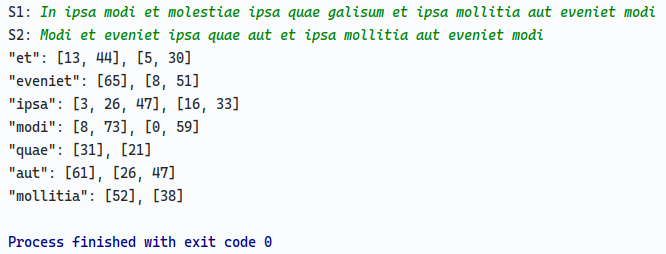 S1: In ipsa modi et molestiae ipsa quae galisum et ipsa mollitia aut eveniet modi
S2: Modi et eveniet ipsa quae aut et ipsa mollitia aut eveniet modi
"et": [13, 44], [5, 30]
"eveniet": [65], [8, 51]
"ipsa": [3, 26, 47], [16, 33]
"modi": [8, 73], [0, 59]
"quae": [31], [21]
"aut": [61], [26, 47]
"mollitia": [52], [38]
Process finished with exit code 0